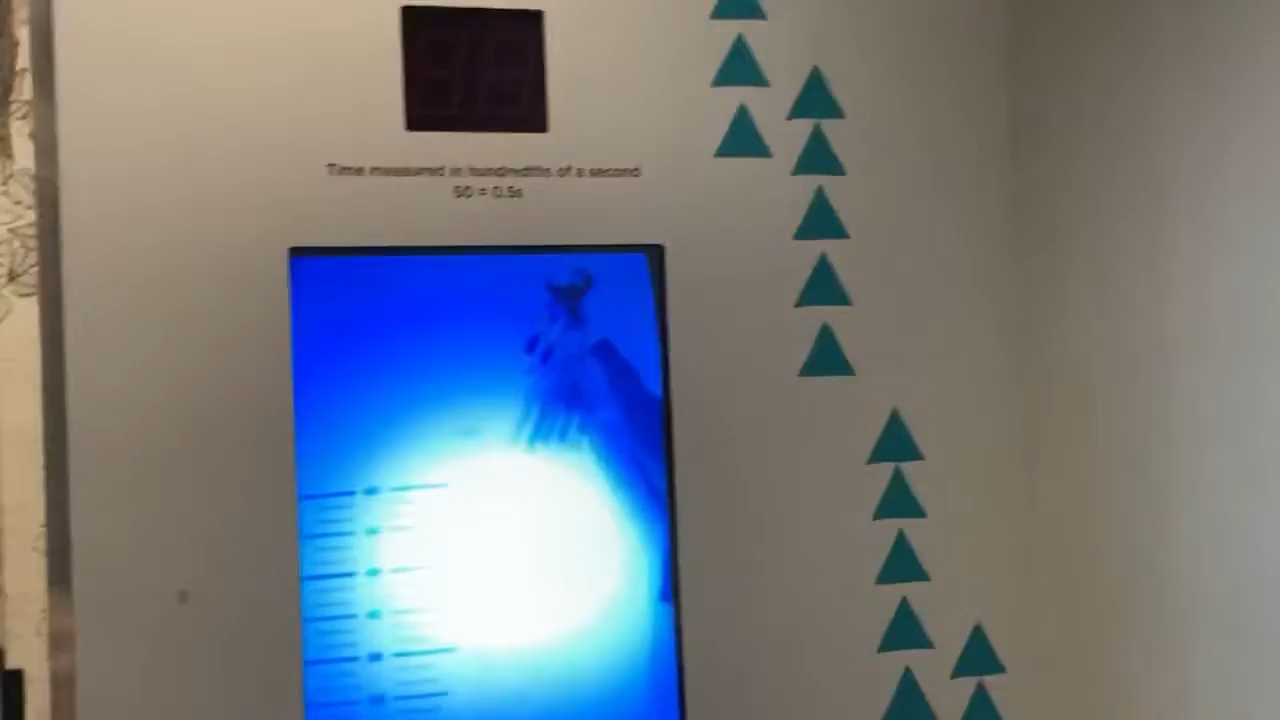 Time measured in hundredths of a second
50 = 0.5s